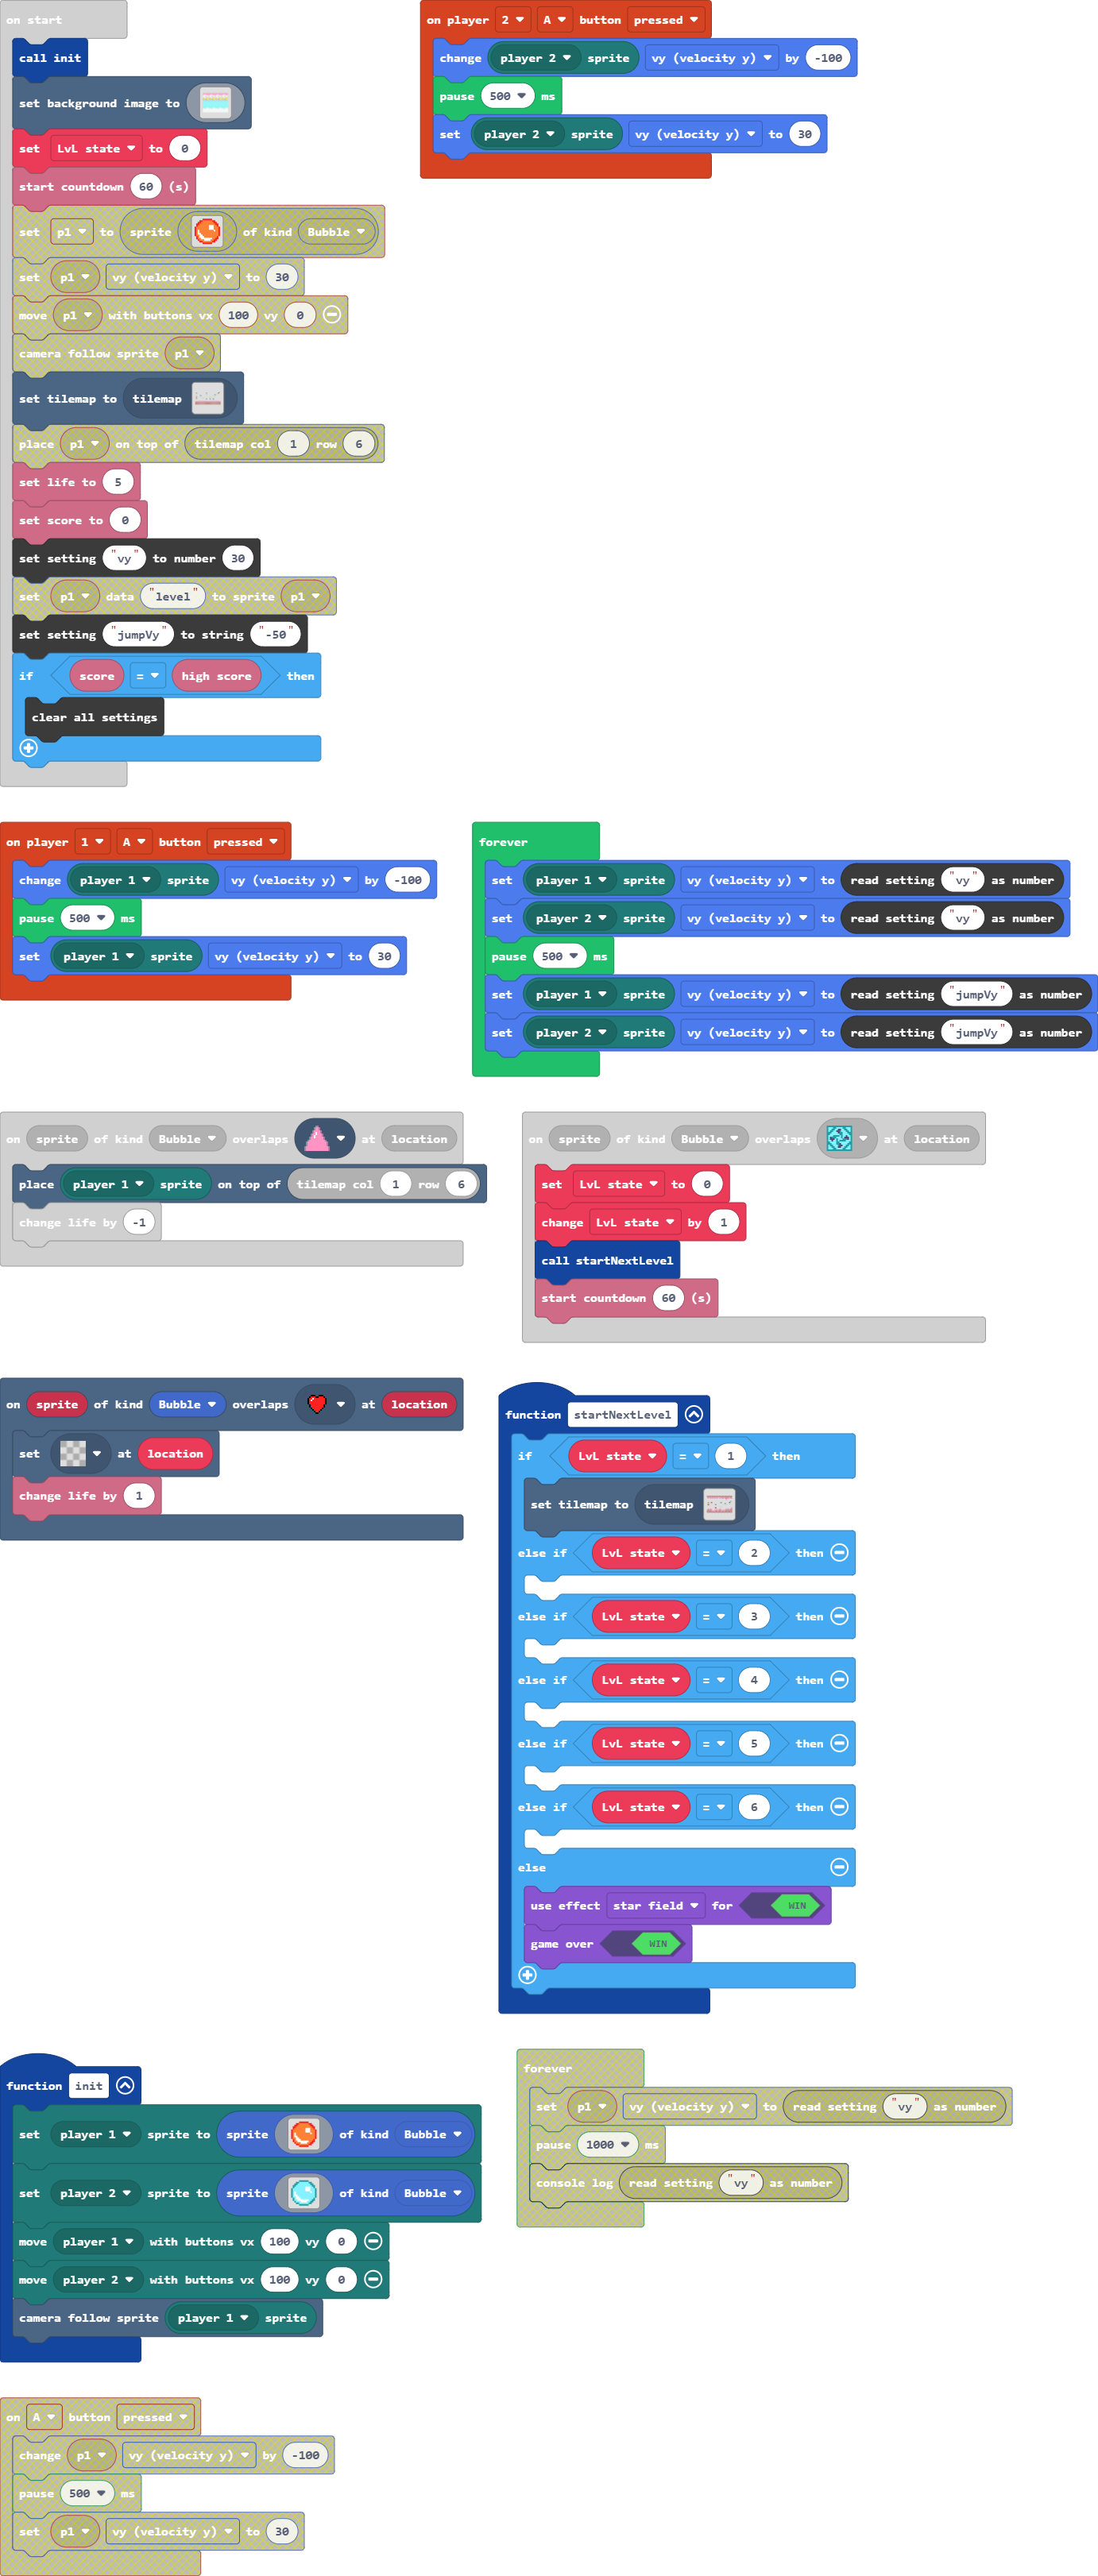 on start
call init
set background image to
set LvL state to 0
start countdown 60 (s)
set p1 to sprite of kind Bubble
set p1 vy (velocity y) to 30
move p1 with buttons vx 100 vy 0
camera follow sprite p1
set tilemap to tilemap
place p1 on top of tilemap col 1 row 6
set life to 5
set score to 0
set setting "vy" to number 30
set p1 data "level" to sprite p1
set setting "jumpVy" to string "-50"
if score = high score then
clear all settings
on player 2 A button pressed
change player 2 sprite vy (velocity y) by -100
pause 500 ms
set player 2 sprite vy (velocity y) to 30
on player 1 A button pressed
change player 1 sprite vy (velocity y) by -100
pause 500 ms
set player 1 sprite vy (velocity y) to 30
forever
set player 1 sprite vy (velocity y) to read setting "vy" as number
set player 2 sprite vy (velocity y) to read setting "vy" as number
pause 500 ms
set player 1 sprite vy (velocity y) to read setting "jumpVy" as number
set player 2 sprite vy (velocity y) to read setting "jumpVy" as number
on sprite of kind Bubble overlaps at location
place player 1 sprite on top of tilemap col 1 row 6
change life by -1
on sprite of kind Bubble overlaps at location
set LvL state to 0
change LvL state by 1
call startNextLevel
start countdown 60 (s)
on sprite of kind Bubble overlaps at location
set at location
change life by 1
function startNextLevel
if LvL state = 1 then
set tilemap to tilemap
else if LvL state = 2 then
else if LvL state = 3 then
else if LvL state = 4 then
else if LvL state = 5 then
else if LvL state = 6 then
else
use effect star field for WIN
game over WIN
function init
set player 1 sprite to sprite of kind Bubble
set player 2 sprite to sprite of kind Bubble
move player 1 with buttons vx 100 vy 0
move player 2 with buttons vx 100 vy 0
camera follow sprite player 1 sprite
forever
set p1 vy (velocity y) to read setting "vy" as number
pause 1000 ms
console log read setting "vy" as number
on A button pressed
change p1 vy (velocity y) by -100
pause 500 ms
set p1 vy (velocity y) to 30